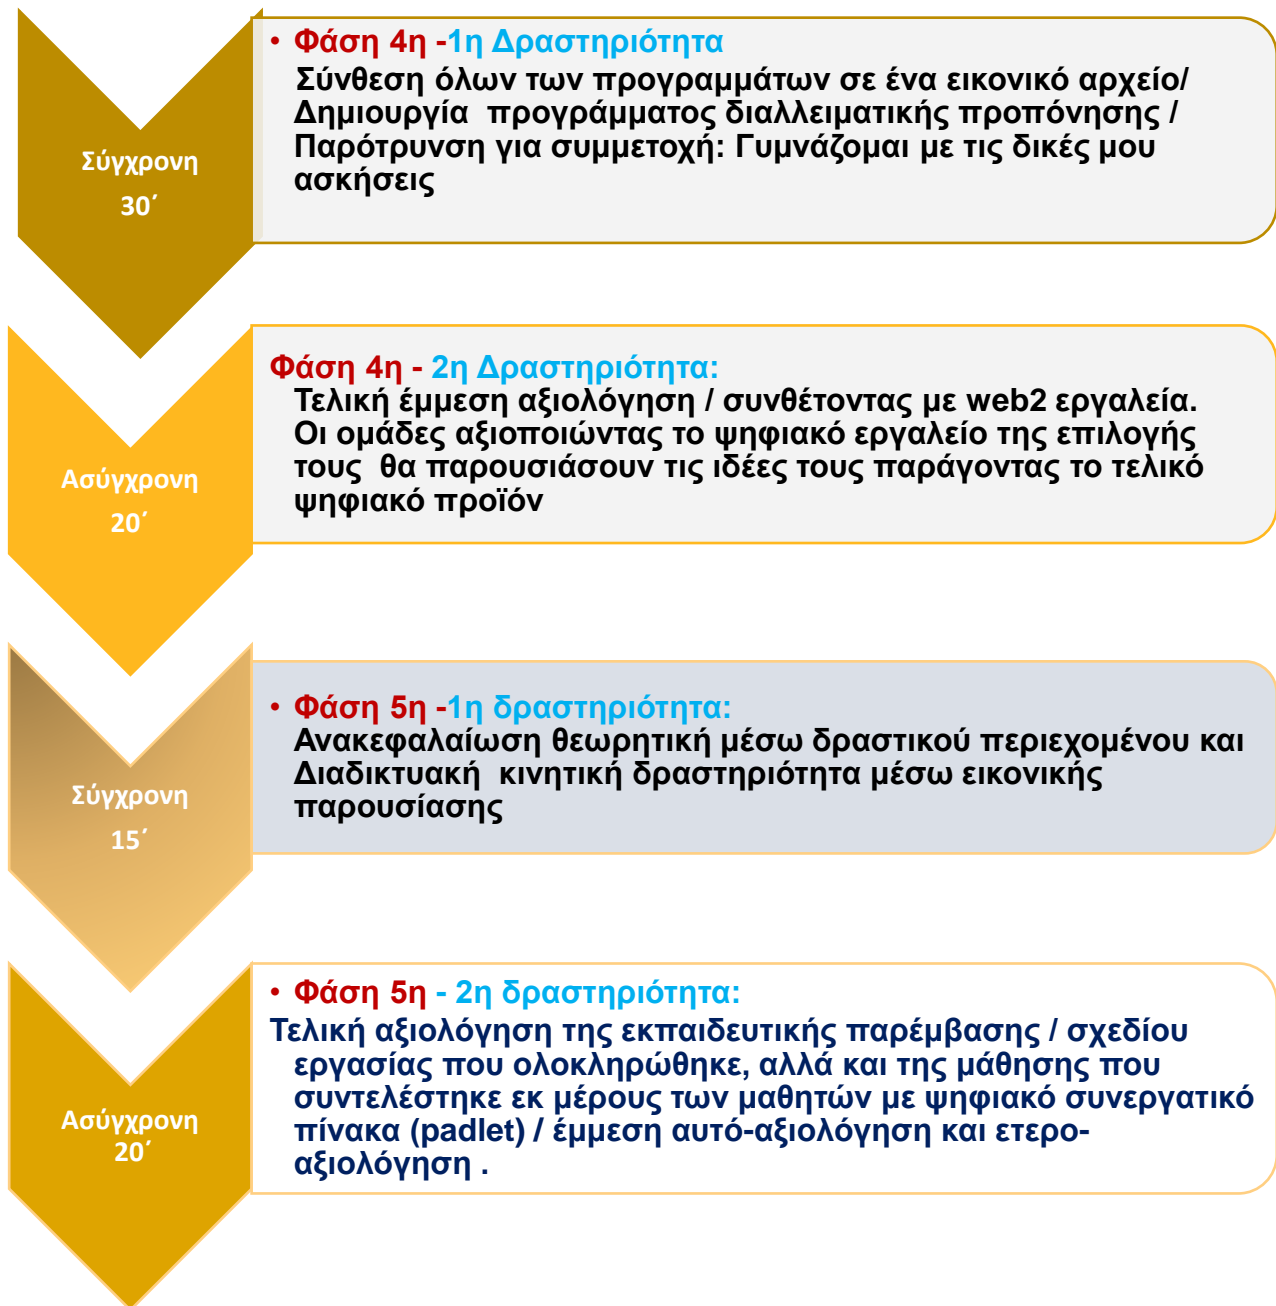 Σύγχρονη
30΄
• Φάση 4η -1η Δραστηριότητα
Σύνθεση όλων των προγραμμάτων σε ένα εικονικό αρχείο/
Δημιουργία  προγράμματος διαλλειματικής προπόνησης /
Παρότρυνση για συμμετοχή: Γυμνάζομαι με τις δικές μου
ασκήσεις
Ασύγχρονη
20΄
Φάση 4η - 2η Δραστηριότητα:
Τελική έμμεση αξιολόγηση / συνθέτοντας με web2 εργαλεία.
Οι ομάδες αξιοποιώντας το ψηφιακό εργαλείο της επιλογής
τους  θα παρουσιάσουν τις ιδέες τους παράγοντας το τελικό
ψηφιακό προϊόν
Σύγχρονη
15΄
• Φάση 5η -1η δραστηριότητα:
Ανακεφαλαίωση θεωρητική μέσω δραστικού περιεχομένου και
Διαδικτυακή  κινητική δραστηριότητα μέσω εικονικής
παρουσίασης
Ασύγχρονη
20΄
• Φάση 5η - 2η δραστηριότητα:
Τελική αξιολόγηση της εκπαιδευτικής παρέμβασης / σχεδίου
εργασίας που ολοκληρώθηκε, αλλά και της μάθησης που
συντελέστηκε εκ μέρους των μαθητών με ψηφιακό συνεργατικό
πίνακα (padlet) / έμμεση αυτό-αξιολόγηση και ετερο-
αξιολόγηση .